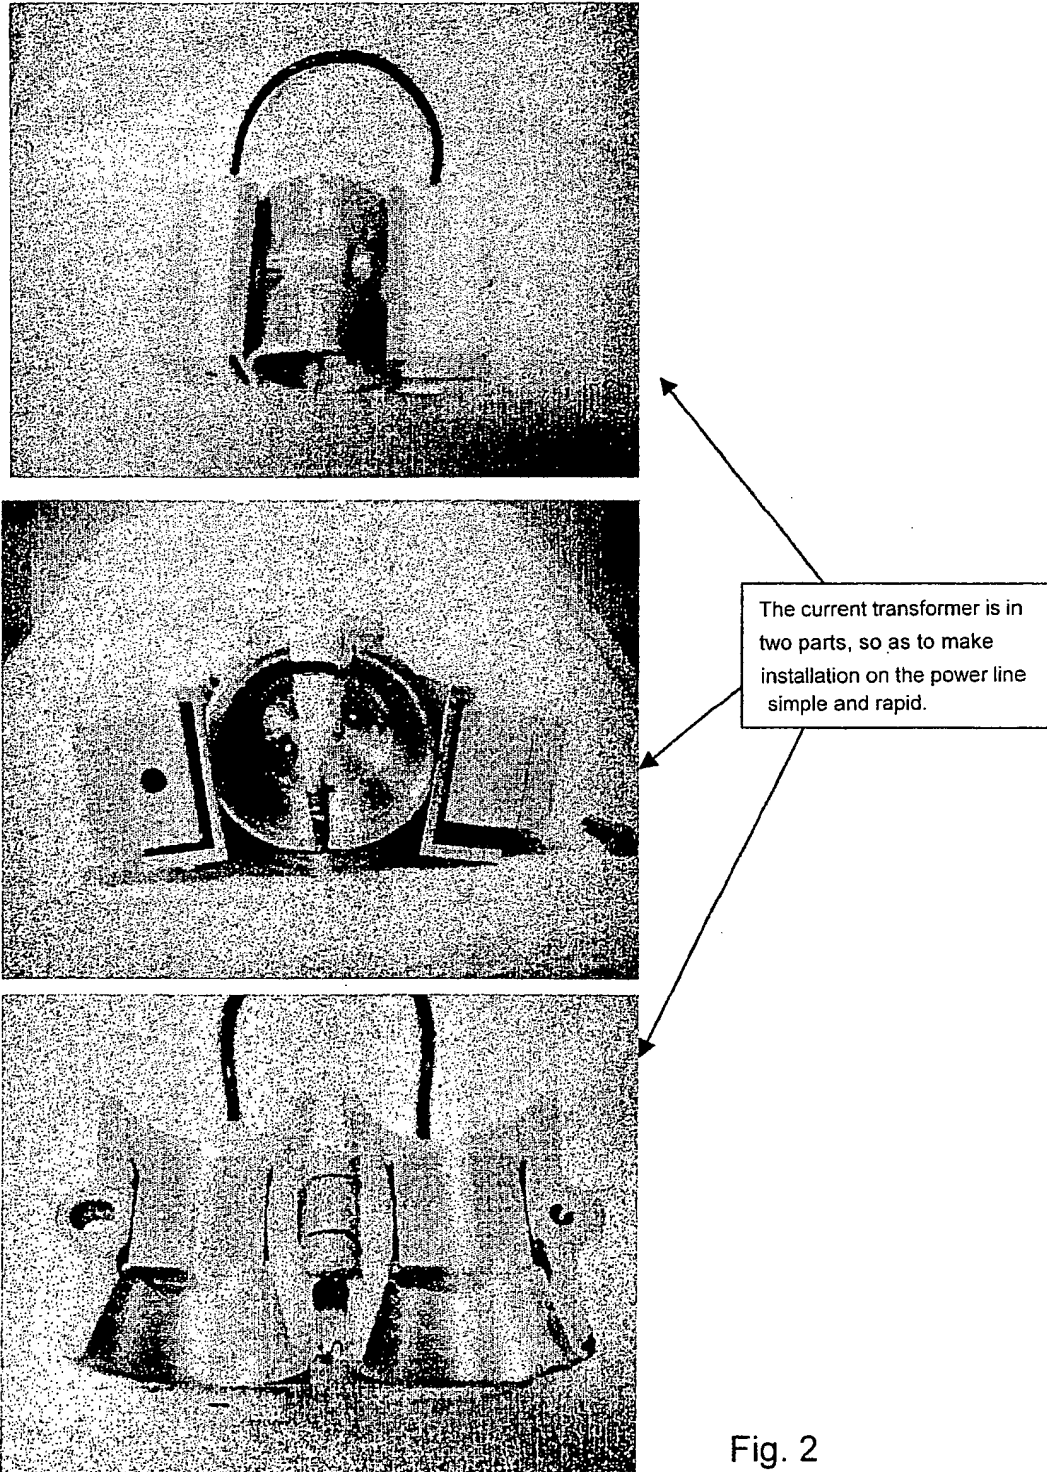 The current transformer is in
two parts, so as to make
installation on the power line
simple and rapid.
Fig. 2